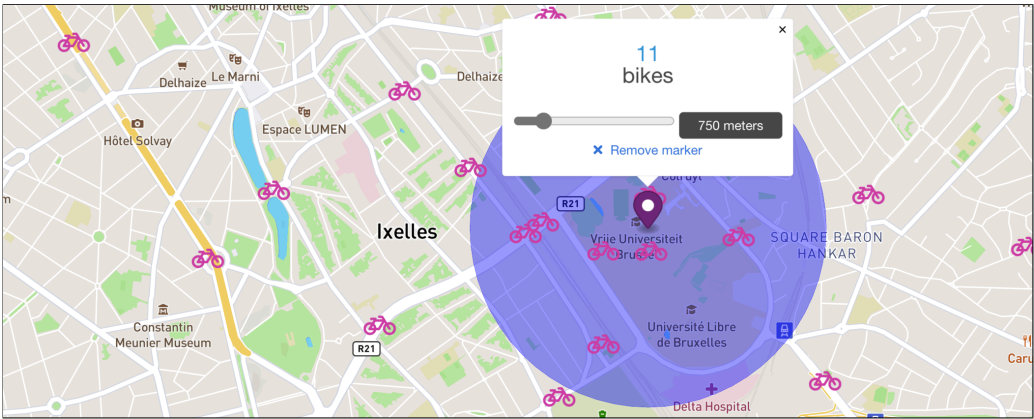 Museum of Ixelles
×
11
bikes
Delhaize
Le Marni
Delhaize
750 meters
Espace LUMEN
Hôtel Solvay
× Remove marker
Colruyt
R21
Ixelles
Vrije Universiteit
SQUARE BARON
HANKAR
Constantin
Meunier Museum
Université Libre
de Bruxelles
R21
Delta Hospital